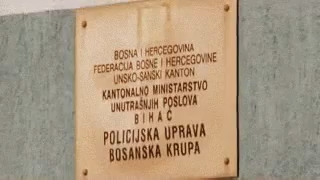 BOSNA I HERCEGOVINA
FEDERACIJA BOSNE I HERCEGOVINE
UNSKO-SANSKI KANTON
KANTONALNO MINISTARSTVO
UNUTRAŠNJIH POSLOVA
BIHAĆ
POLICIJSKA UPRAVA
BOSANSKA KRUPA